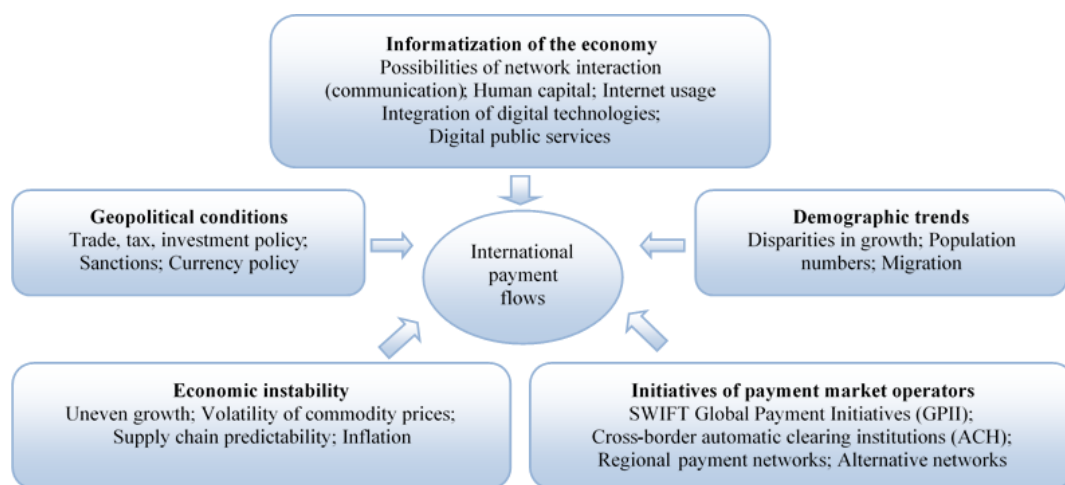 Informatization of the economy
Possibilities of network interaction
(communication); Human capital; Internet usage
Integration of digital technologies;
Digital public services
Geopolitical conditions
Trade, tax, investment policy;
Sanctions; Currency policy
International
payment
flows
Demographic trends
Disparities in growth; Population
numbers; Migration
Economic instability
Uneven growth; Volatility of commodity prices;
Supply chain predictability; Inflation
Initiatives of payment market operators
SWIFT Global Payment Initiatives (GPII);
Cross-border automatic clearing institutions (ACH);
Regional payment networks; Alternative networks